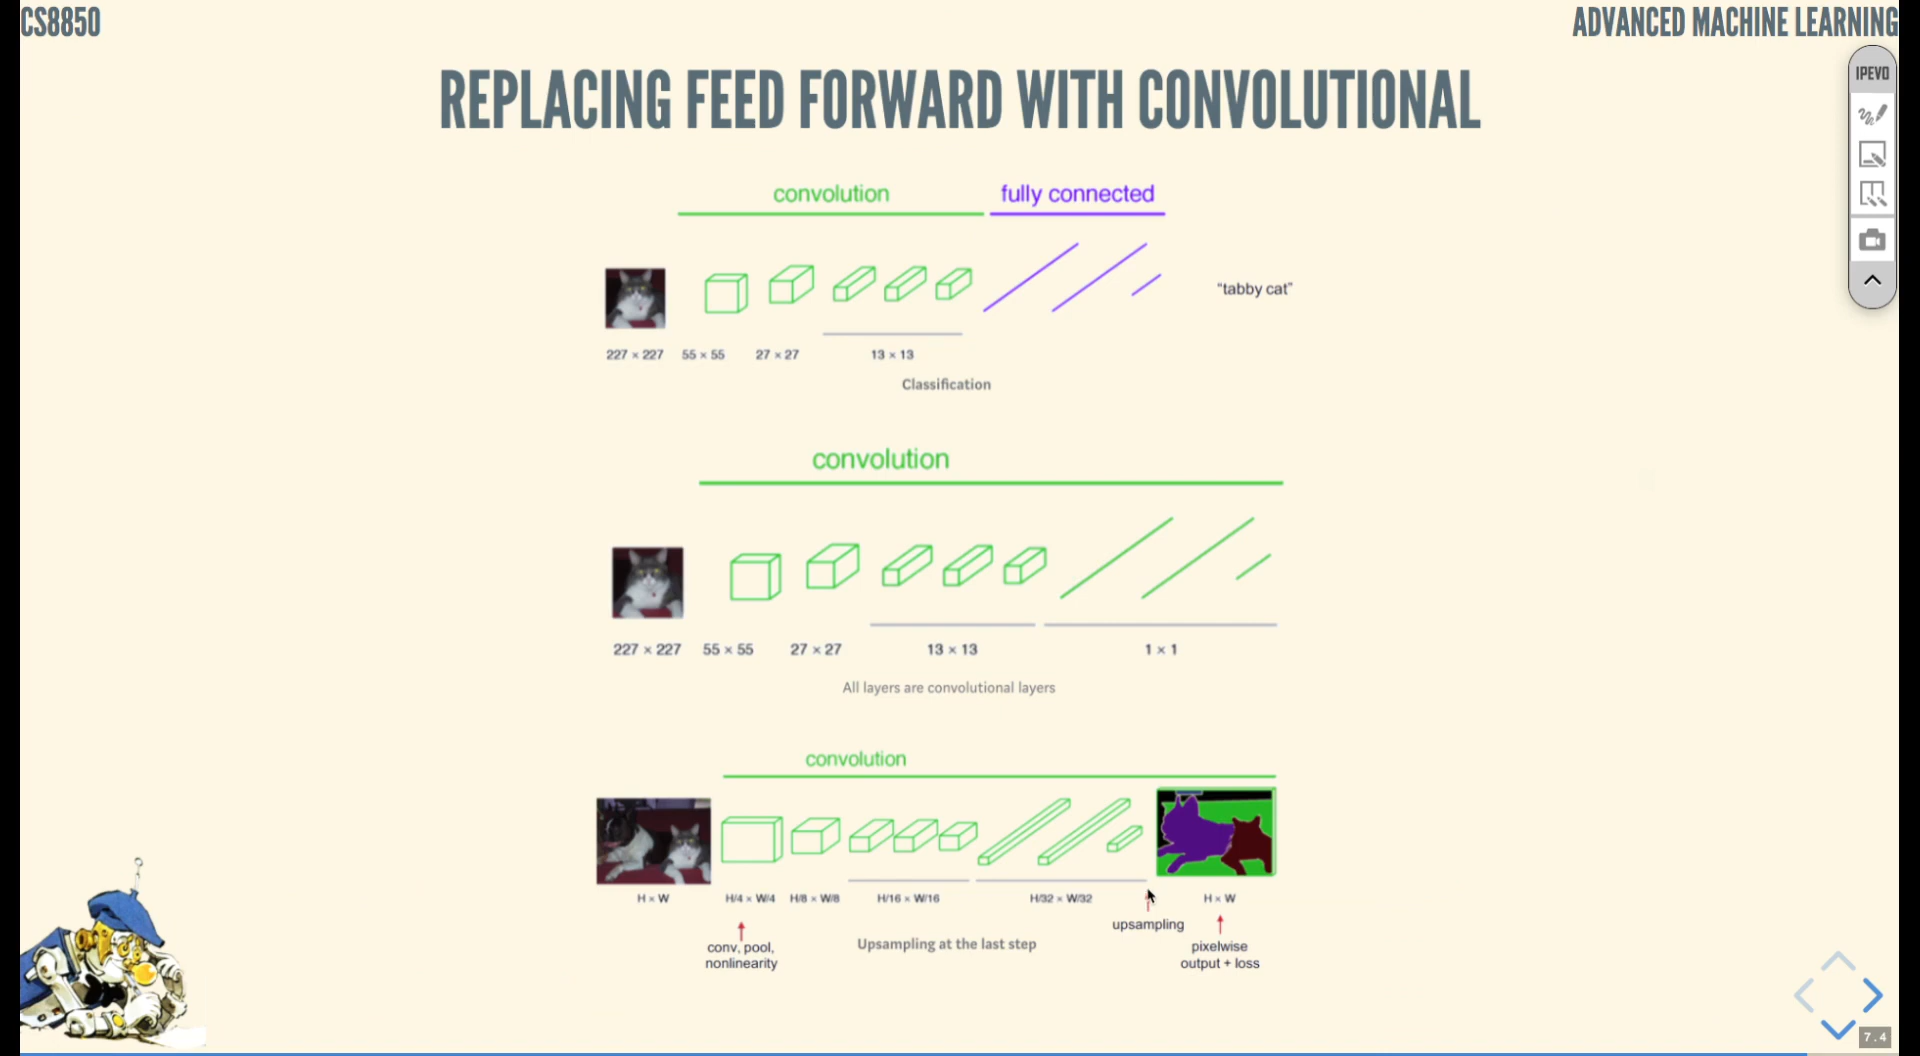 CS8850
ADVANCED MACHINE LEARNING
IPEVO
REPLACING FEED FORWARD WITH CONVOLUTIONAL
convolution
fully connected
"tabby cat"
227 × 227
55 × 55
27 × 27
13 × 13
Classification
convolution
227 × 227
55 × 55
27 × 27
13 × 13
1 × 1
All layers are convolutional layers
convolution
H × W
H/4 × W/4
H/8 × W/8
H/16 × W/16
H/32 × W/32
H × W
conv, pool,
nonlinearity
upsampling
pixelwise
output + loss
Upsampling at the last step
7.4